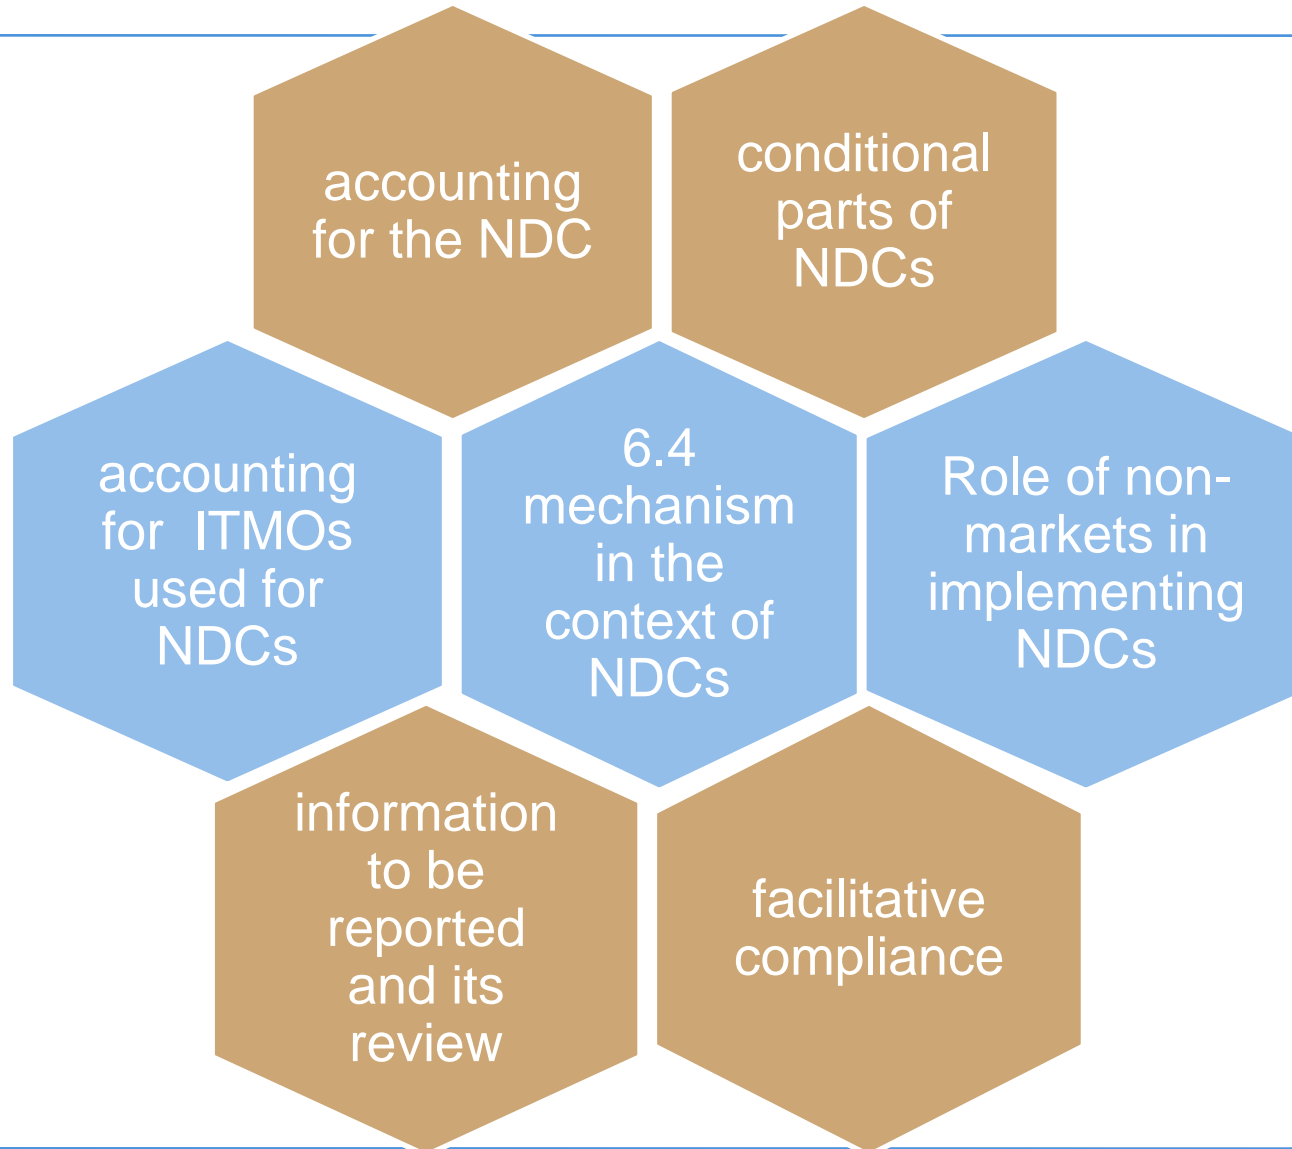 accounting
for the NDC
conditional
parts of
NDCs
accounting
for  ITMOs
used for
NDCs
6.4
mechanism
in the
context of
NDCs
Role of non-
markets in
implementing
NDCs
information
to be
reported
and its
review
facilitative
compliance